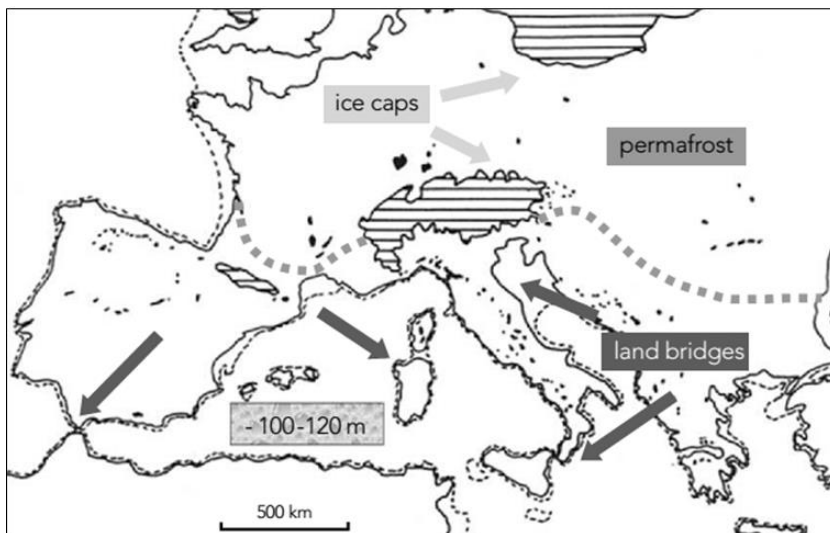 ice caps
permafrost
land bridges
- 100-120 m
500 km